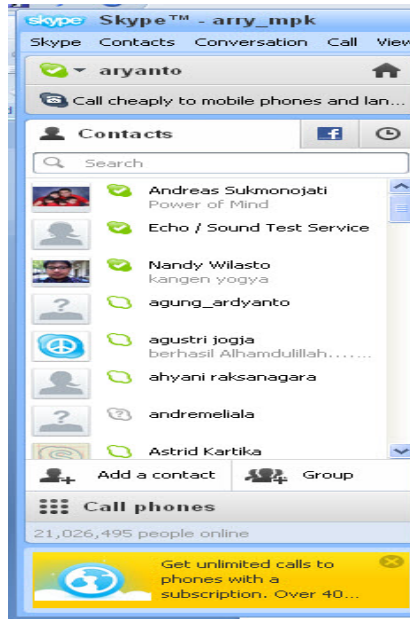 skype Skype™ - arry_mpk
Skype Contacts Conversation Call View
aryanto
Call cheaply to mobile phones and lan...
Contacts
Search
Andreas Sukmonojati
Power of Mind
Echo / Sound Test Service
Nandy Wilasto
kangen yogya
agung_ardyanto
agustri jogja
berhasil Alhamdulillah......
ahyani raksanagara
andremeliala
Astrid Kartika
Add a contact Group
Call phones
21,026,495 people online
Get unlimited calls to
phones with a
subscription. Over 40...